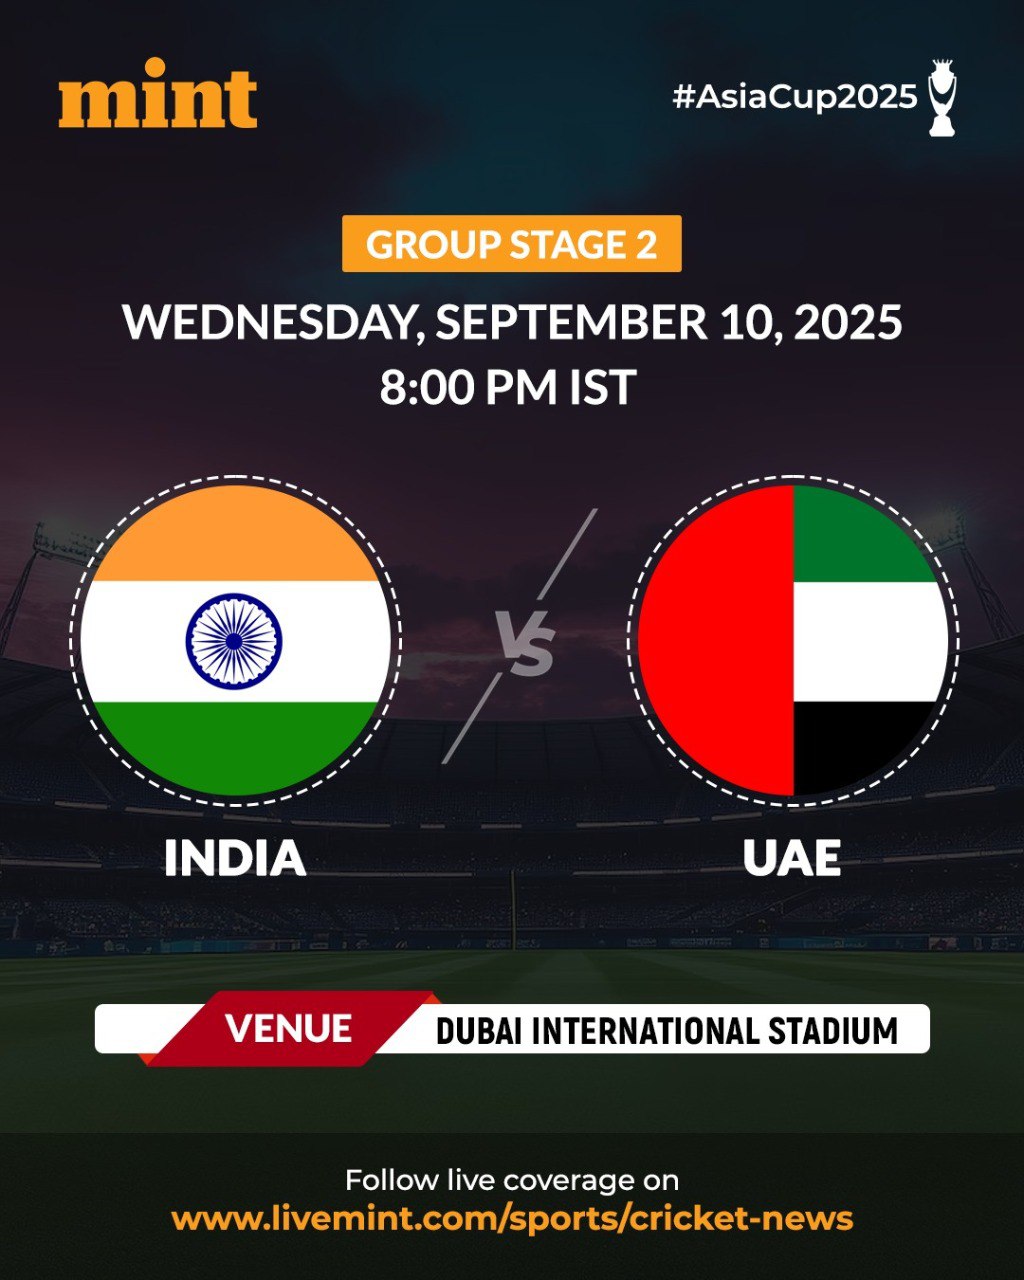 mint
#AsiaCup2025
GROUP STAGE 2
WEDNESDAY, SEPTEMBER 10, 2025
8:00 PM IST
VS
INDIA
UAE
VENUE
DUBAI INTERNATIONAL STADIUM
Follow live coverage on
www.livemint.com/sports/cricket-news